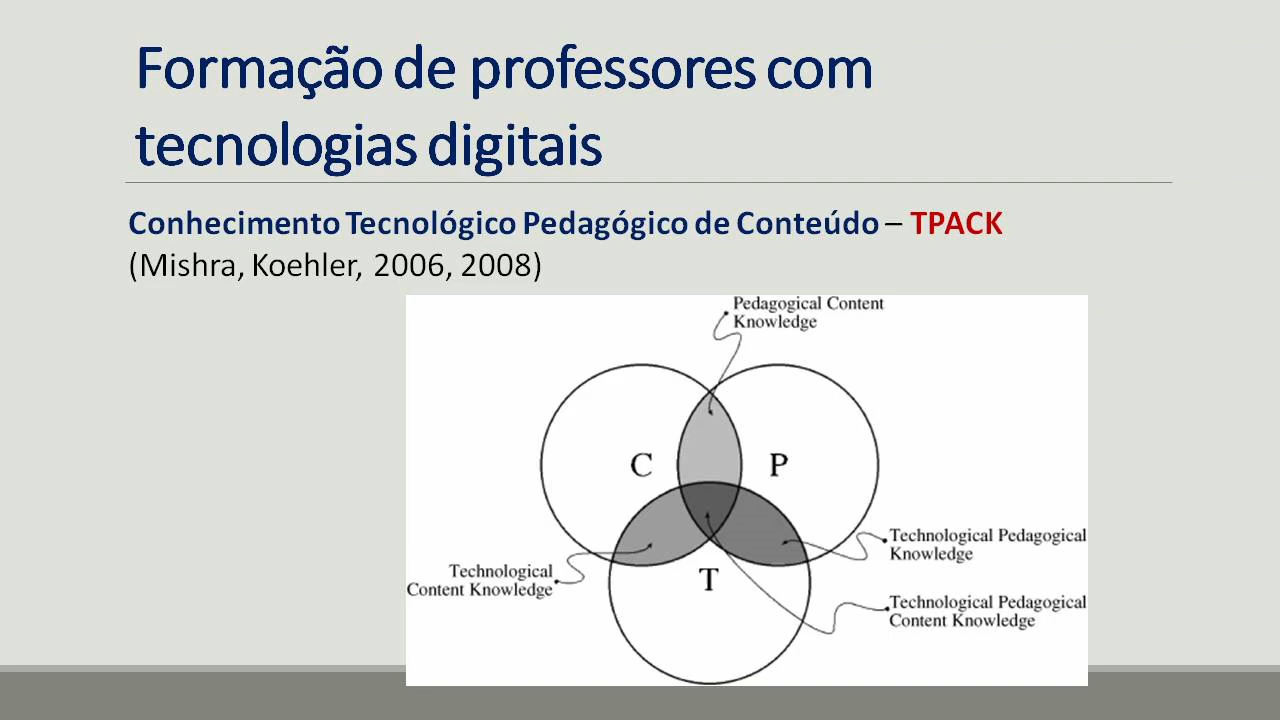 Formação de professores com
tecnologias digitais
Conhecimento Tecnológico Pedagógico de Conteúdo – TPACK
(Mishra, Koehler, 2006, 2008)
Pedagogical Content
Knowledge
C
P
Technological Pedagogical
Knowledge
Technological
Content Knowledge
T
Technological Pedagogical
Content Knowledge